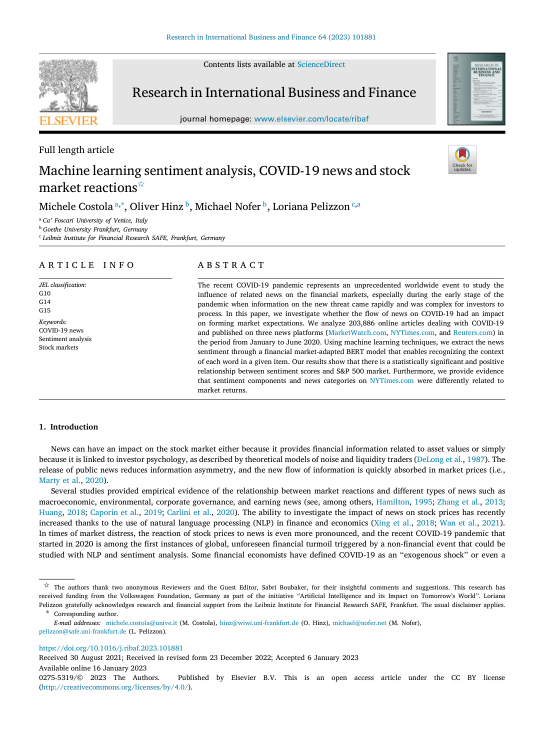 Research in International Business and Finance 64 (2023) 101881
Contents lists available at ScienceDirect
Research in International Business and Finance
journal homepage: www.elsevier.com/locate/ribaf
ELSEVIER
Check for
updates
Full length article
Machine learning sentiment analysis, COVID-19 news and stock
market reactions☆
Michele Costola a,*, Oliver Hinz b, Michael Nofer b, Loriana Pelizzon c,a
a Ca' Foscari University of Venice, Italy
b Goethe University Frankfurt, Germany
c Leibniz Institute for Financial Research SAFE, Frankfurt, Germany
ARTICLE INFO
JEL classification:
G10
G14
G15
Keywords:
COVID-19 news
Sentiment analysis
Stock markets
ABSTRACT
The recent COVID-19 pandemic represents an unprecedented worldwide event to study the
influence of related news on the financial markets, especially during the early stage of the
pandemic when information on the new threat came rapidly and was complex for investors to
process. In this paper, we investigate whether the flow of news on COVID-19 had an impact
on forming market expectations. We analyze 203,886 online articles dealing with COVID-19
and published on three news platforms (MarketWatch.com, NYTimes.com, and Reuters.com) in
the period from January to June 2020. Using machine learning techniques, we extract the news
sentiment through a financial market-adapted BERT model that enables recognizing the context
of each word in a given item. Our results show that there is a statistically significant and positive
relationship between sentiment scores and S&P 500 market. Furthermore, we provide evidence
that sentiment components and news categories on NYTimes.com were differently related to
market returns.
1. Introduction
News can have an impact on the stock market either because it provides financial information related to asset values or simply
because it is linked to investor psychology, as described by theoretical models of noise and liquidity traders (DeLong et al., 1987). The
release of public news reduces information asymmetry, and the new flow of information is quickly absorbed in market prices (i.e.,
Marty et al., 2020).
Several studies provided empirical evidence of the relationship between market reactions and different types of news such as
macroeconomic, environmental, corporate governance, and earning news (see, among others, Hamilton, 1995; Zhang et al., 2013;
Huang, 2018; Caporin et al., 2019; Carlini et al., 2020). The ability to investigate the impact of news on stock prices has recently
increased thanks to the use of natural language processing (NLP) in finance and economics (Xing et al., 2018; Wan et al., 2021).
In times of market distress, the reaction of stock prices to news is even more pronounced, and the recent COVID-19 pandemic that
started in 2020 is among the first instances of global, unforeseen financial turmoil triggered by a non-financial event that could be
studied with NLP and sentiment analysis. Some financial economists have defined COVID-19 as an "exogenous shock" or even a
☆ The authors thank two anonymous Reviewers and the Guest Editor, Sabri Boubaker, for their insightful comments and suggestions. This research has
received funding from the Volkswagen Foundation, Germany as part of the initiative "Artificial Intelligence and its Impact on Tomorrow's World". Loriana
Pelizzon gratefully acknowledges research and financial support from the Leibniz Institute for Financial Research SAFE, Frankfurt. The usual disclaimer applies.
* Corresponding author.
E-mail addresses: michele.costola@unive.it (M. Costola), hinz@wiwi.uni-frankfurt.de (O. Hinz), michael@nofer.net (M. Nofer),
pelizzon@safe.uni-frankfurt.de (L. Pelizzon).
https://doi.org/10.1016/j.ribaf.2023.101881
Received 30 August 2021; Received in revised form 23 December 2022; Accepted 6 January 2023
Available online 16 January 2023
0275-5319/© 2023 The Authors. Published by Elsevier B.V. This is an open access article under the CC BY license
(http://creativecommons.org/licenses/by/4.0/).